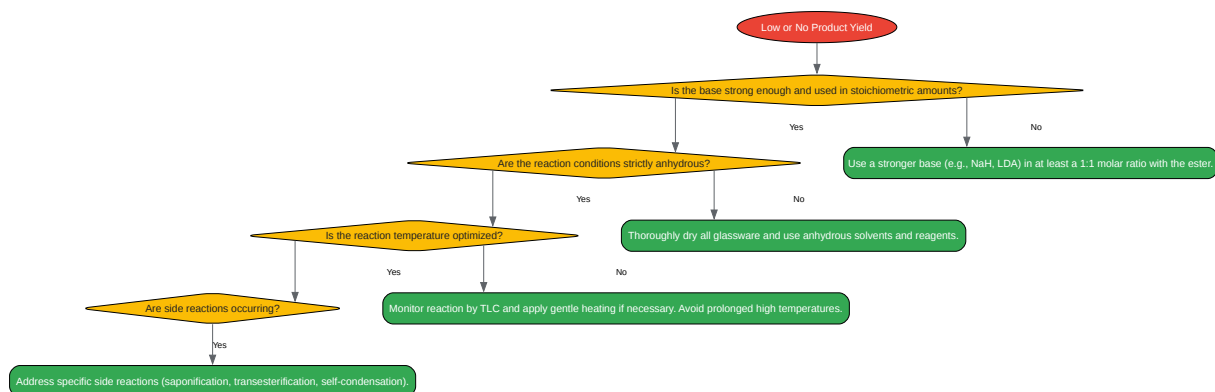 Low or No Product Yield
Is the base strong enough and used in stoichiometric amounts?
Yes
No
Are the reaction conditions strictly anhydrous?
Use a stronger base (e.g., NaH, LDA) in at least a 1:1 molar ratio with the ester.
Yes
No
Is the reaction temperature optimized?
Thoroughly dry all glassware and use anhydrous solvents and reagents.
Yes
No
Are side reactions occurring?
Monitor reaction by TLC and apply gentle heating if necessary. Avoid prolonged high temperatures.
Yes
Address specific side reactions (saponification, transesterification, self-condensation).